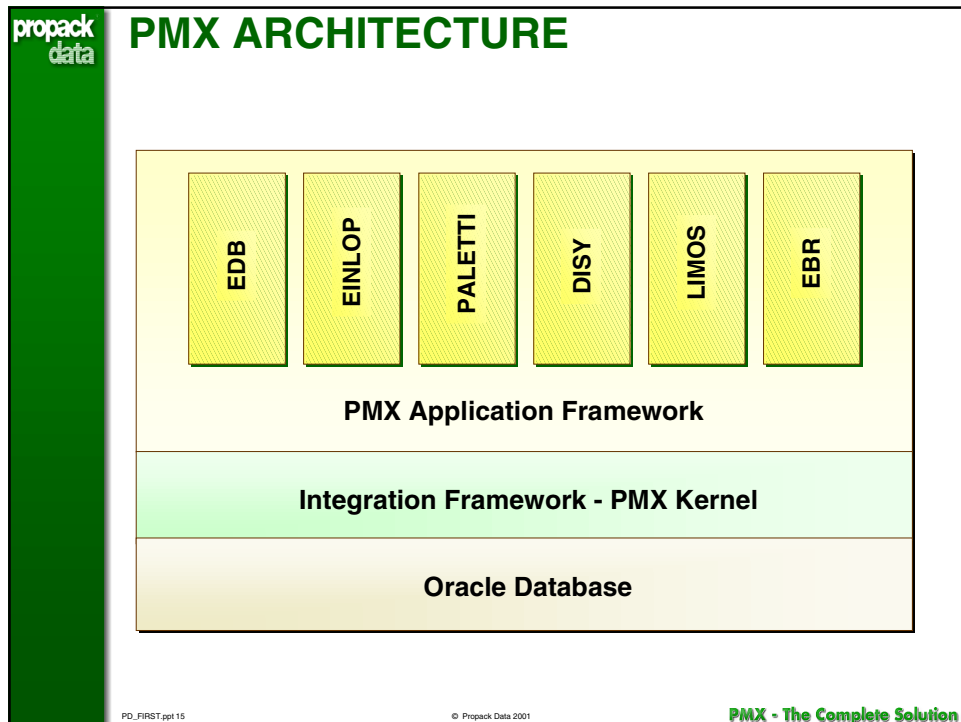 propack
data
PMX ARCHITECTURE
EDB
EINLOP
PALETTI
DISY
LIMOS
EBR
PMX Application Framework
Integration Framework - PMX Kernel
Oracle Database
PD_FIRST.ppt 15
© Propack Data 2001
PMX - The Complete Solution